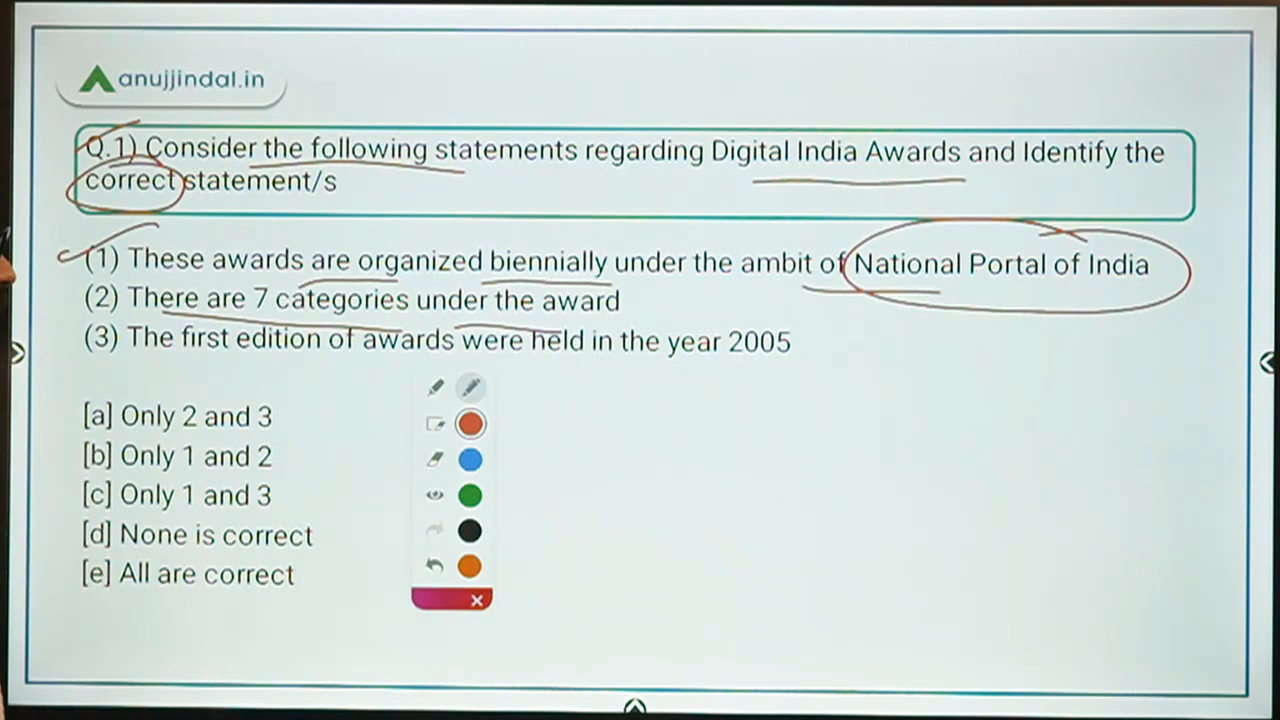 anujjindal.in
Q.1) Consider the following statements regarding Digital India Awards and Identify the
correct statement/s
(1) These awards are organized biennially under the ambit of National Portal of India
(2) There are 7 categories under the award
(3) The first edition of awards were held in the year 2005
[a] Only 2 and 3
[b] Only 1 and 2
[c] Only 1 and 3
[d] None is correct
[e] All are correct